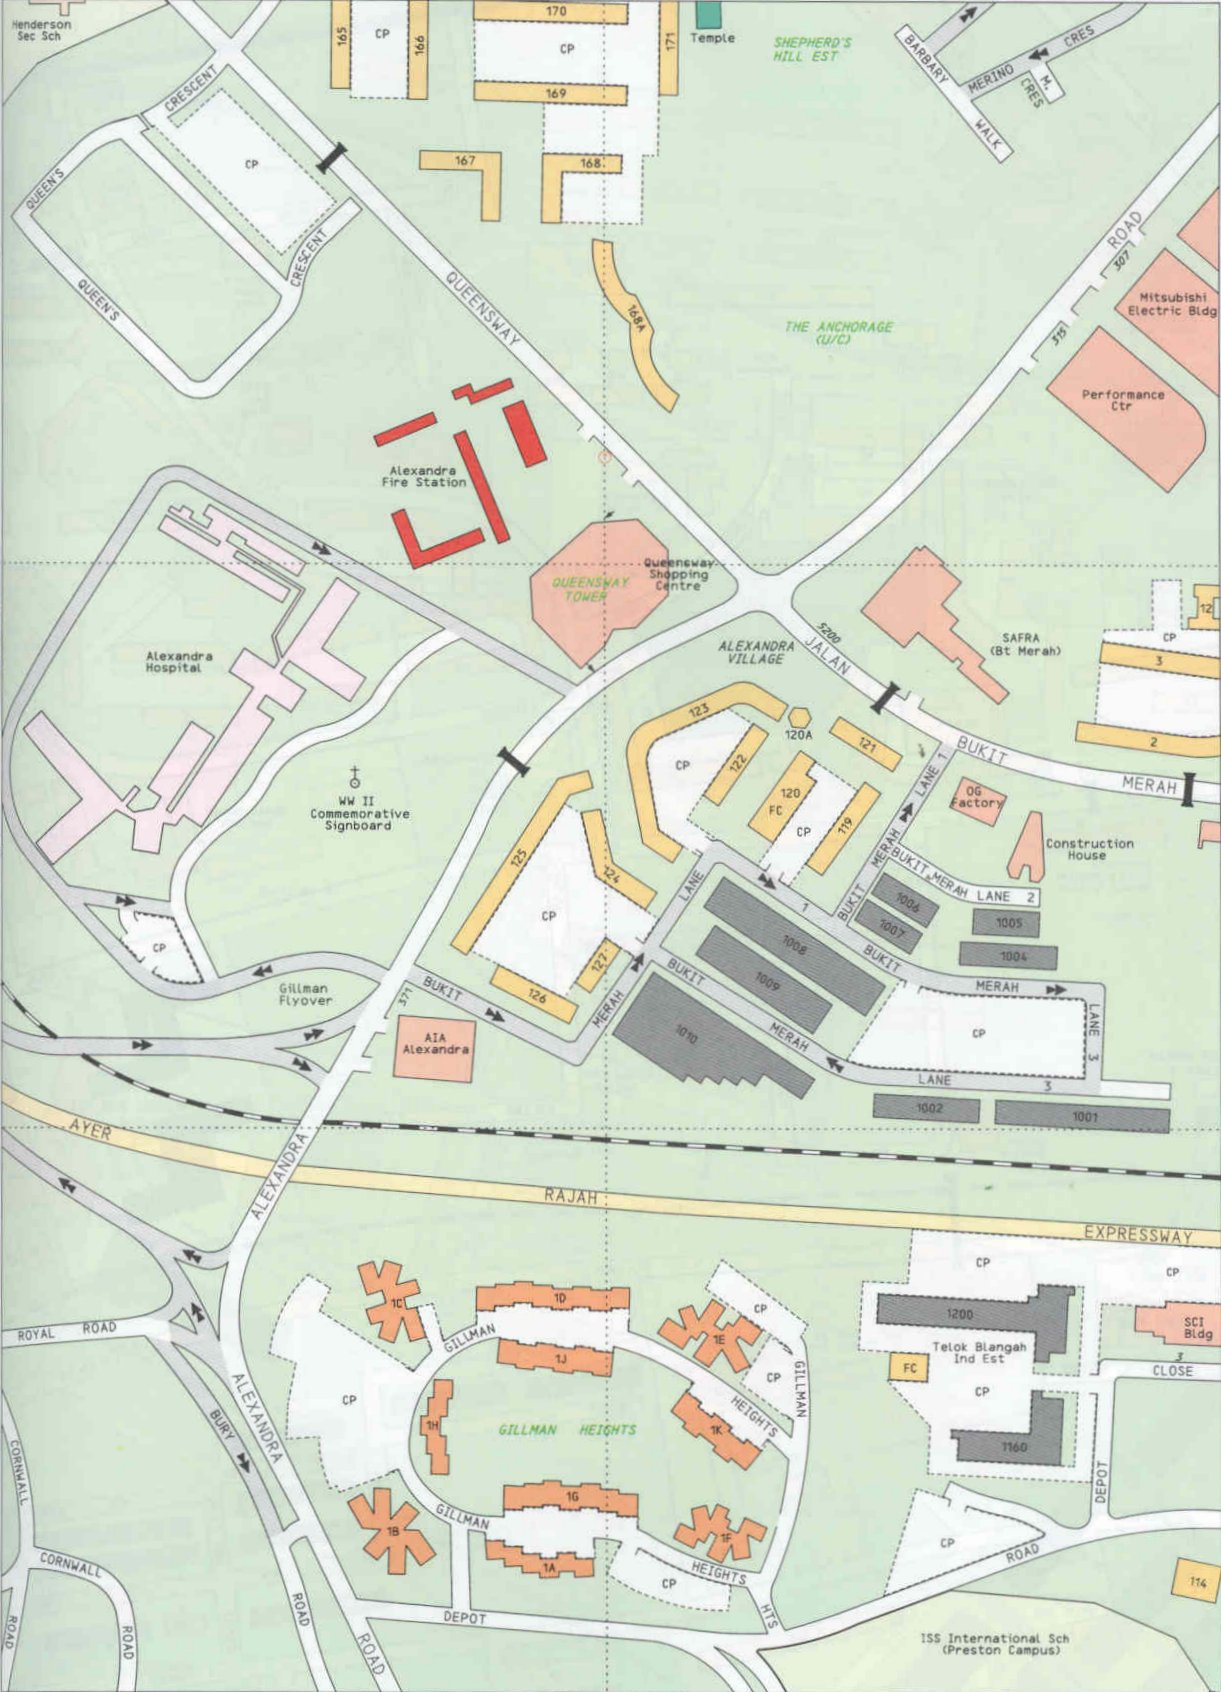 Henderson
Sec Sch
165
CP
166
170
CP
169
171
Temple
SHEPHERD'S
HILL EST
BARBARY
WALK
MERINO
CRES
M.
CRES
CRESCENT
CP
QUEEN'S
CRESCENT
QUEEN'S
167
168
168A
QUEENSWAY
ROAD
307
315
Mitsubishi
Electric Bldg
THE ANCHORAGE
(U/C)
Performance
Ctr
Alexandra
Fire Station
Queensway
Shopping
Centre
QUEENSWAY
TOWER
Alexandra
Hospital
ALEXANDRA
VILLAGE
5200
JALAN
SAFRA
(Bt Merah)
12
CP
3
2
123
120A
121
BUKIT
MERAH
CP
122
120
FC
CP
119
OG
Factory
Construction
House
WW II
Commemorative
Signboard
125
124
CP
127
126
BUKIT
MERAH
LANE
1
BUKIT
MERAH
LANE 1
BUKIT MERAH LANE 2
1006
1007
1005
1004
1008
1009
1010
BUKIT
MERAH
LANE
3
BUKIT
MERAH
LANE
3
CP
1002
1001
CP
Gillman
Flyover
371
AIA
Alexandra
AYER
RAJAH
EXPRESSWAY
ALEXANDRA
ROYAL ROAD
ALEXANDRA
ROAD
BURY
ROAD
CORNWALL
ROAD
CORNWALL
ROAD
1C
1D
1E
CP
CP
GILLMAN
1J
GILLMAN
HEIGHTS
CP
1H
GILLMAN HEIGHTS
1K
1B
1G
GILLMAN
1A
1F
HEIGHTS
CP
HTS
DEPOT
ROAD
CP
CP
1200
Telok Blangah
Ind Est
FC
CP
1160
SCI
Bldg
3
CLOSE
DEPOT
CP
114
ISS International Sch
(Preston Campus)